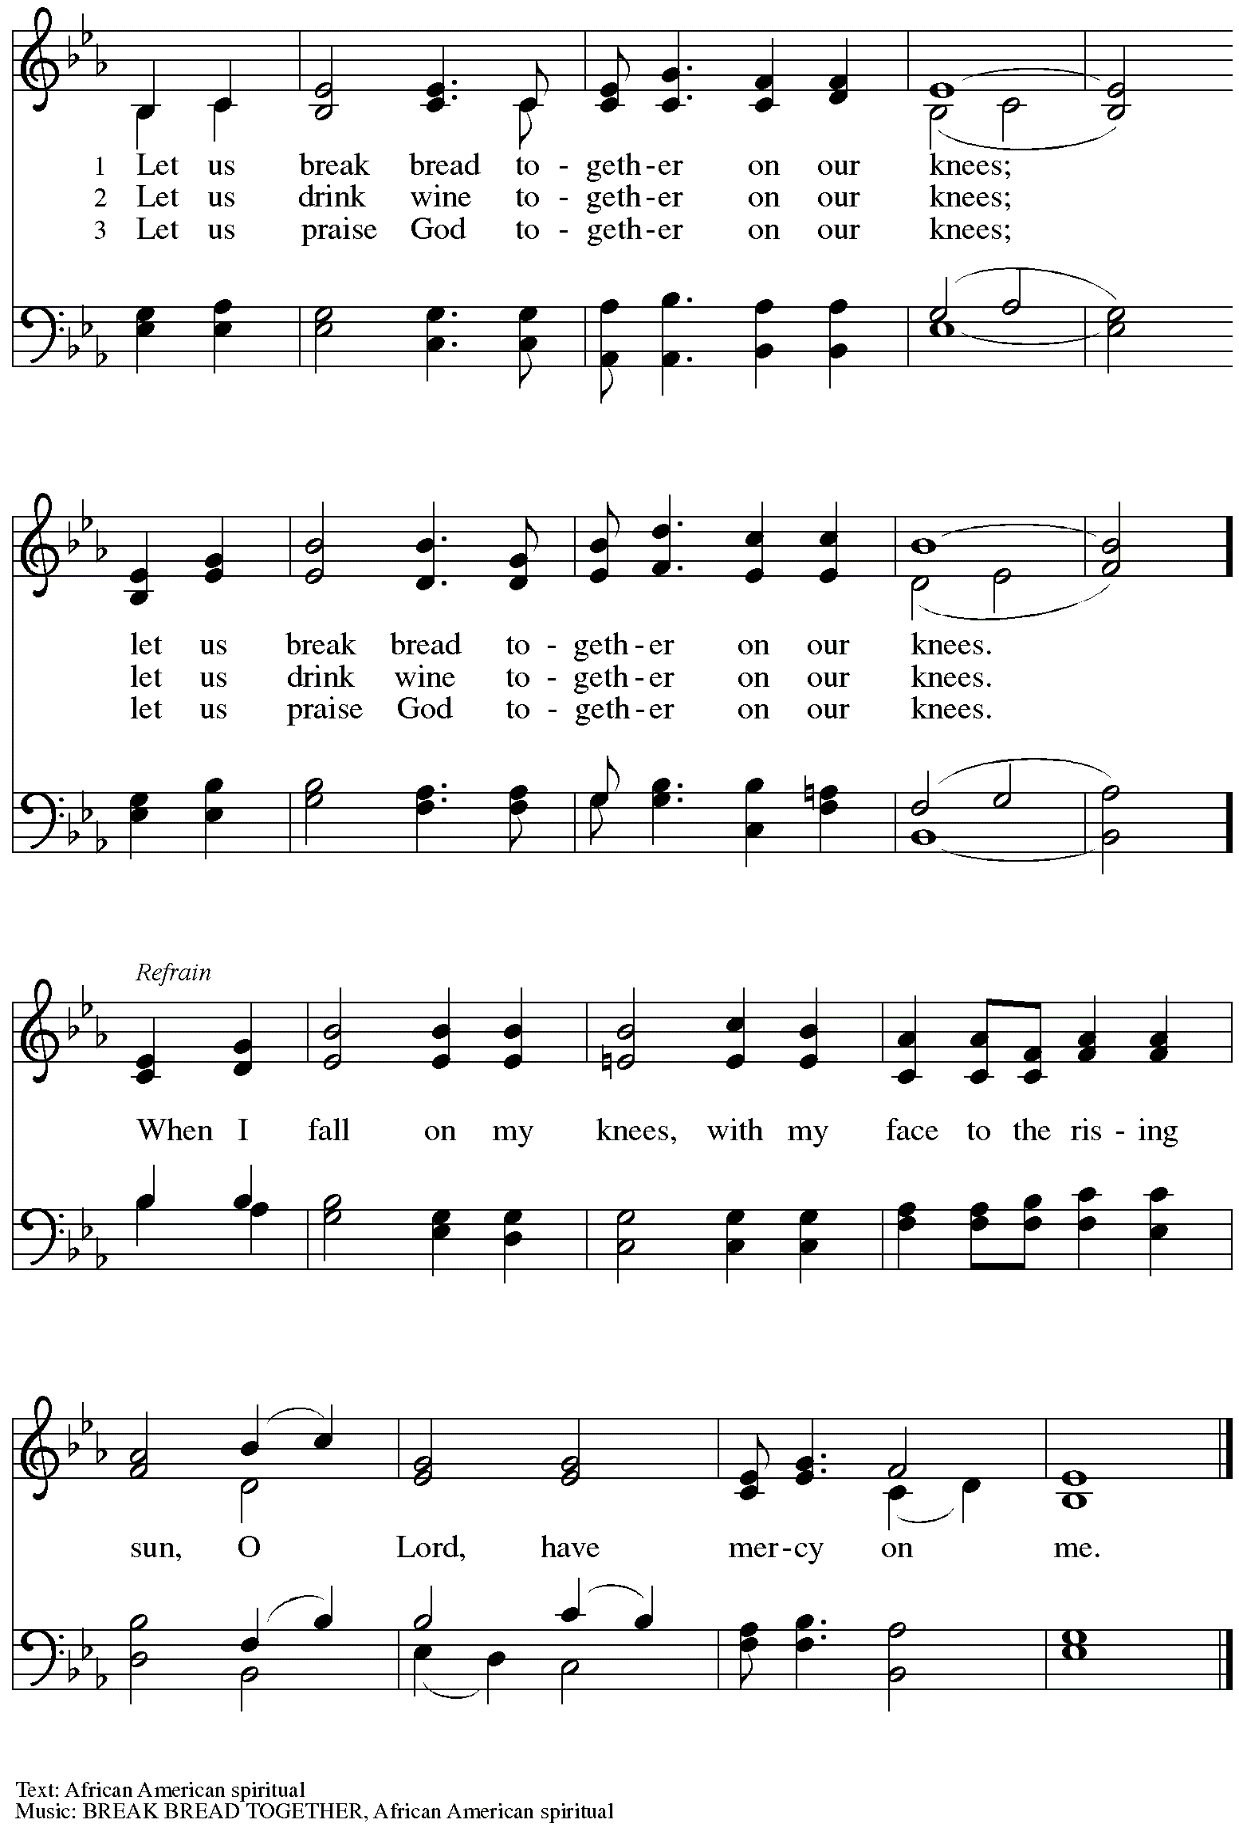 1 Let us break bread to - geth - er on our knees;
2 Let us drink wine to - geth - er on our knees;
3 Let us praise God to - geth - er on our knees;
let us break bread to - geth - er on our knees.
let us drink wine to - geth - er on our knees.
let us praise God to - geth - er on our knees.
Refrain
When I fall on my knees, with my face to the ris - ing
sun, O Lord, have mer - cy on me.
Text: African American spiritual
Music: BREAK BREAD TOGETHER, African American spiritual